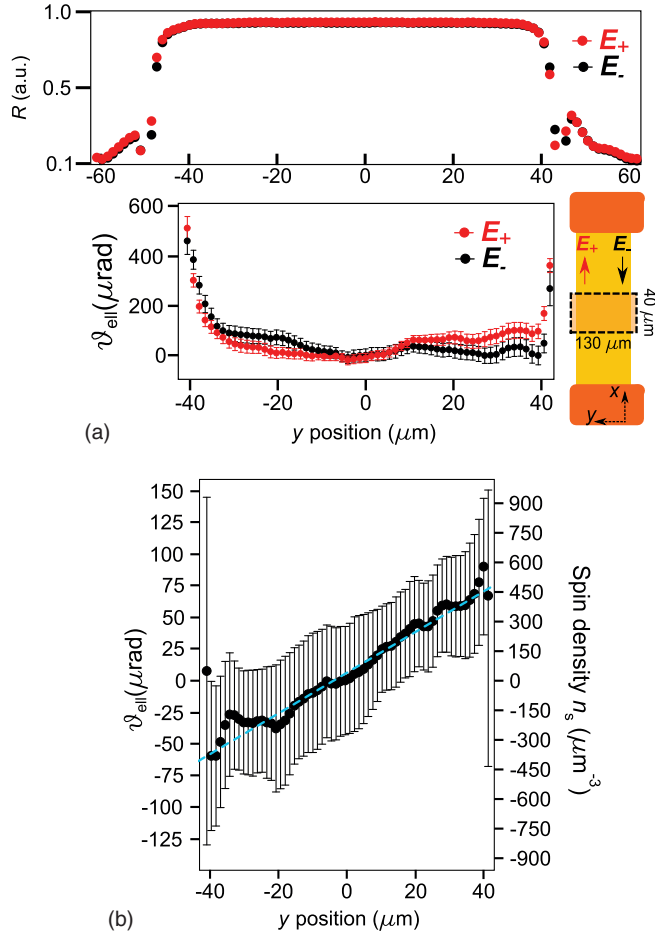 R (a.u.)
1.0
0.5
0.1
E₊
E₋
-60 -40 -20 0 20 40 60
ϑell(μrad)
600
400
200
0
E₊
E₋
-40 -20 0 20 40
y position (μm)
E₊ E₋
40 μm
130 μm
x
y
(a)
ϑell(μrad)
150
125
100
75
50
25
0
-25
-50
-75
-100
-125
900
750
600
450
300
150
0
-150
-300
-450
-600
-750
-900
Spin density nₛ (μm⁻³)
-40 -20 0 20 40
y position (μm)
(b)